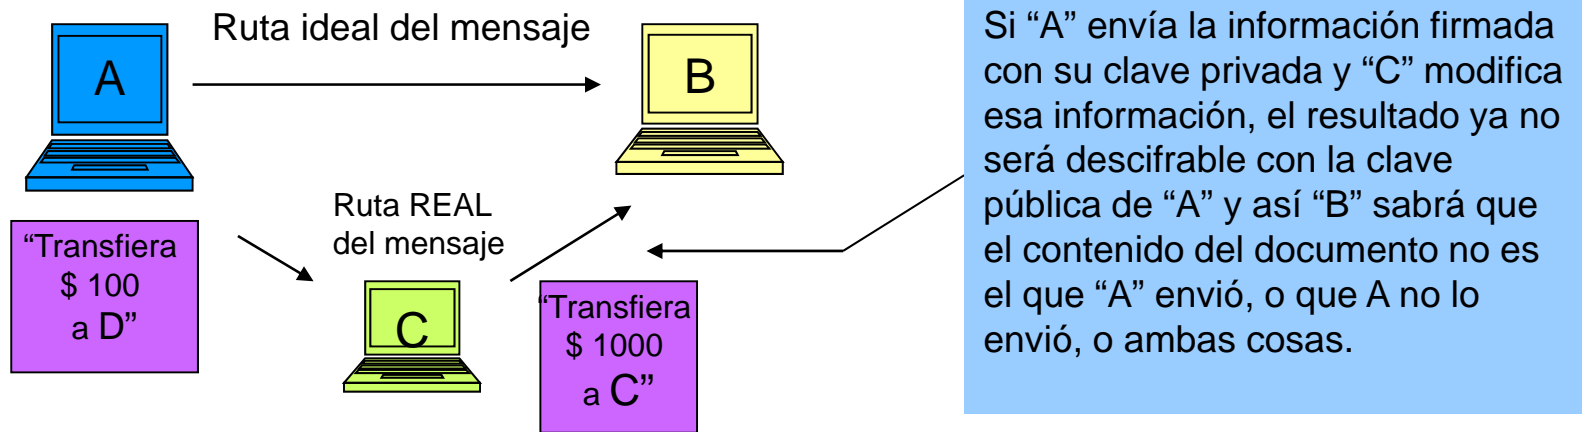 Ruta ideal del mensaje
A
B
Ruta REAL
del mensaje
“Transfiera
$ 100
a D”
C
“Transfiera
$ 1000
a C”
Si “A” envía la información firmada
con su clave privada y “C” modifica
esa información, el resultado ya no
será descifrable con la clave
pública de “A” y así “B” sabrá que
el contenido del documento no es
el que “A” envió, o que A no lo
envió, o ambas cosas.